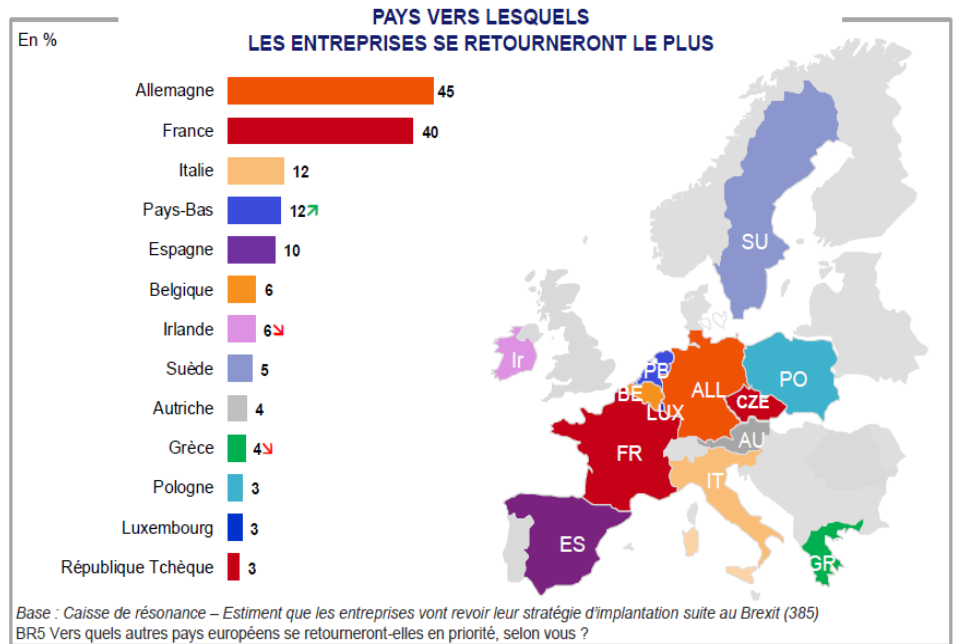 PAYS VERS LESQUELS
LES ENTREPRISES SE RETOURNERONT LE PLUS
En %
Allemagne 45
France 40
Italie 12
Pays-Bas 12
Espagne 10
Belgique 6
Irlande 6
Suède 5
Autriche 4
Grèce 4
Pologne 3
Luxembourg 3
République Tchèque 3
SU
Ir
PB
BE
ALL
PO
CZE
LUX
AU
FR
IT
ES
GR
Base : Caisse de résonance – Estiment que les entreprises vont revoir leur stratégie d'implantation suite au Brexit (385)
BR5 Vers quels autres pays européens se retourneront-elles en priorité, selon vous ?